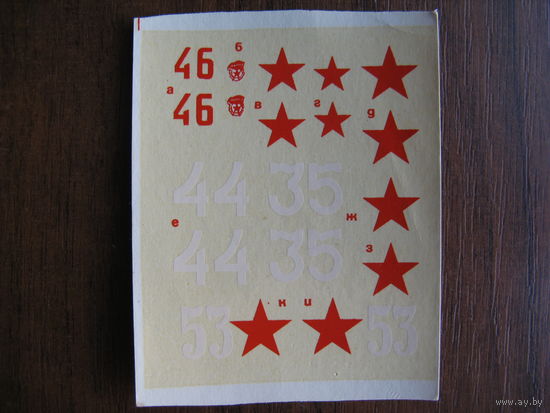 46 б
а 46
в г д
44 35
е ж
44 35
з
53 к и 53
www.ay.by